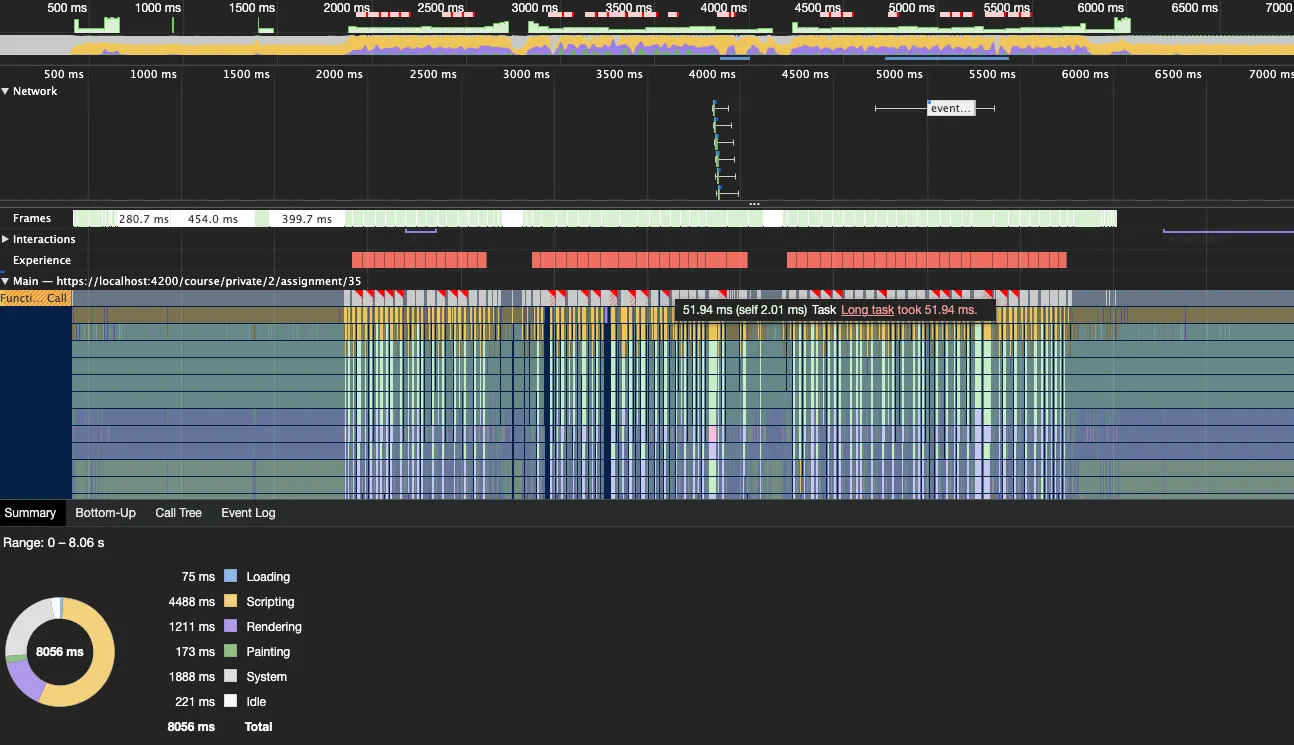 500 ms 1000 ms 1500 ms 2000 ms 2500 ms 3000 ms 3500 ms 4000 ms 4500 ms 5000 ms 5500 ms 6000 ms 6500 ms 7000
500 ms 1000 ms 1500 ms 2000 ms 2500 ms 3000 ms 3500 ms 4000 ms 4500 ms 5000 ms 5500 ms 6000 ms 6500 ms 7000 ms
▼ Network
event…
…
Frames 280.7 ms 454.0 ms 399.7 ms
▶ Interactions A… Animation
Experience
▼ Main — https://localhost:4200/course/private/2/assignment/35
Functi… Call
51.94 ms (self 2.01 ms) Task Long task took 51.94 ms.
Summary Bottom-Up Call Tree Event Log
Range: 0 – 8.06 s
75 ms Loading
4488 ms Scripting
1211 ms Rendering
8056 ms 173 ms Painting
1888 ms System
221 ms Idle
8056 ms Total